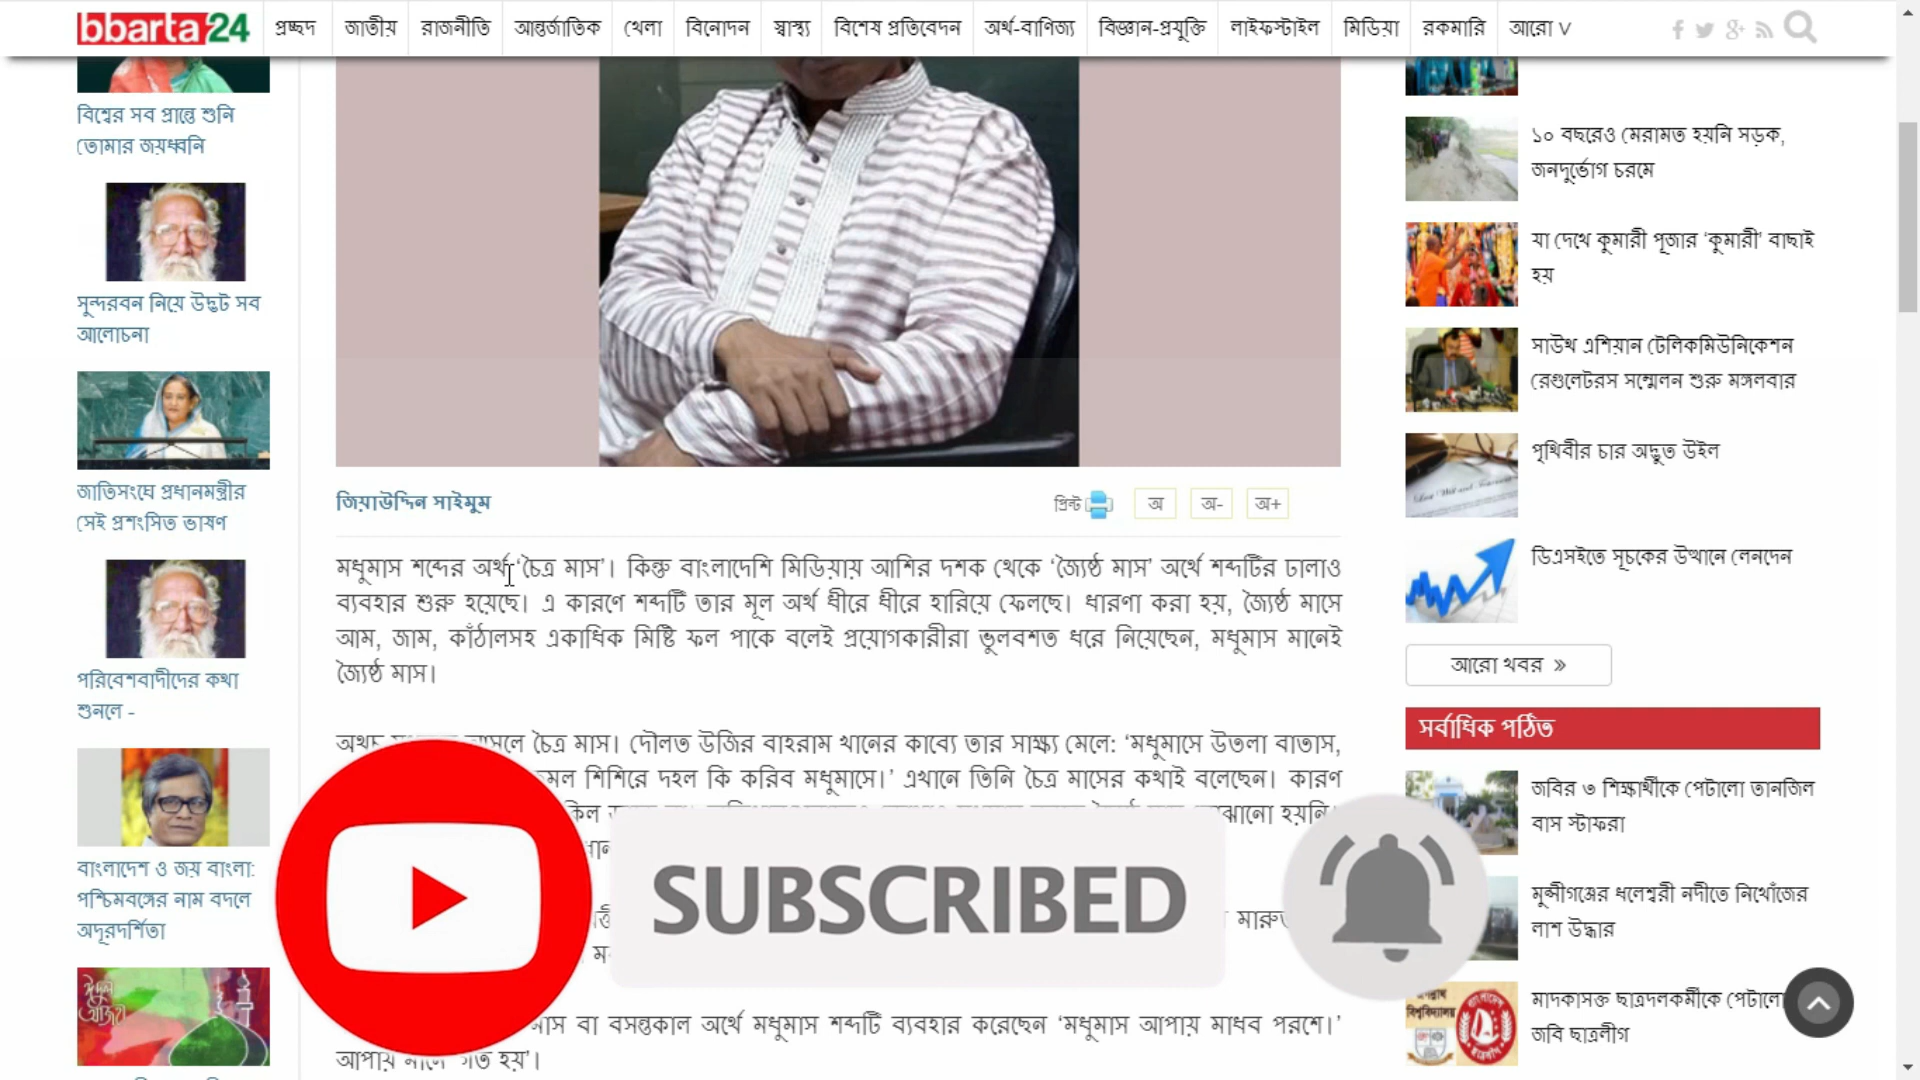 bbarta24
প্রচ্ছদ জাতীয় রাজনীতি আন্তর্জাতিক খেলা বিনোদন স্বাস্থ্য বিশেষ প্রতিবেদন অর্থ-বাণিজ্য বিজ্ঞান-প্রযুক্তি লাইফস্টাইল মিডিয়া রকমারি আরো V
বিশ্বের সব প্রান্তে শুনি
তোমার জয়ধ্বনি
সুন্দরবন নিয়ে উদ্ভট সব
আলোচনা
জাতিসংঘে প্রধানমন্ত্রীর
সেই প্রশংসিত ভাষণ
পরিবেশবাদীদের কথা
শুনলে -
বাংলাদেশ ও জয় বাংলা:
পশ্চিমবঙ্গের নাম বদলে
অদূরদর্শিতা
জিয়াউদ্দিন সাইমুম
প্রিন্ট অ অ- অ+
মধুমাস শব্দের অর্থ ‘চৈত্র মাস’। কিন্তু বাংলাদেশি মিডিয়ায় আশির দশক থেকে ‘জ্যৈষ্ঠ মাস’ অর্থে শব্দটির ঢালাও
ব্যবহার শুরু হয়েছে। এ কারণে শব্দটি তার মূল অর্থ ধীরে ধীরে হারিয়ে ফেলছে। ধারণা করা হয়, জ্যৈষ্ঠ মাসে
আম, জাম, কাঁঠালসহ একাধিক মিষ্টি ফল পাকে বলেই প্রয়োগকারীরা ভুলবশত ধরে নিয়েছেন, মধুমাস মানেই
জ্যৈষ্ঠ মাস।
অথচ চৈত্র মাস। দৌলত উজির বাহরাম খানের কাব্যে তার সাক্ষ্য মেলে: ‘মধুমাসে উতলা বাতাস,
শিশিরে দহল কি করিব মধুমাসে।’ এখানে তিনি চৈত্র মাসের কথাই বলেছেন। কারণ
বা বসন্তকাল অর্থে মধুমাস শব্দটি ব্যবহার করেছেন ‘মধুমাস আপায় মাধব পরশে।’
আপায় হয়’।
SUBSCRIBED
১০ বছরেও মেরামত হয়নি সড়ক,
জনদুর্ভোগ চরমে
যা দেখে কুমারী পূজার ‘কুমারী’ বাছাই
হয়
সাউথ এশিয়ান টেলিকমিউনিকেশন
রেগুলেটরস সম্মেলন শুরু মঙ্গলবার
পৃথিবীর চার অদ্ভুত উইল
ডিএসইতে সূচকের উত্থানে লেনদেন
আরো খবর »
সর্বাধিক পঠিত
জবির ৩ শিক্ষার্থীকে পেটালো তানজিল
বাস স্টাফরা
মুন্সীগঞ্জের ধলেশ্বরী নদীতে নিখোঁজের
লাশ উদ্ধার
মাদকাসক্ত ছাত্রদলকর্মীকে পেটালো
জবি ছাত্রলীগ